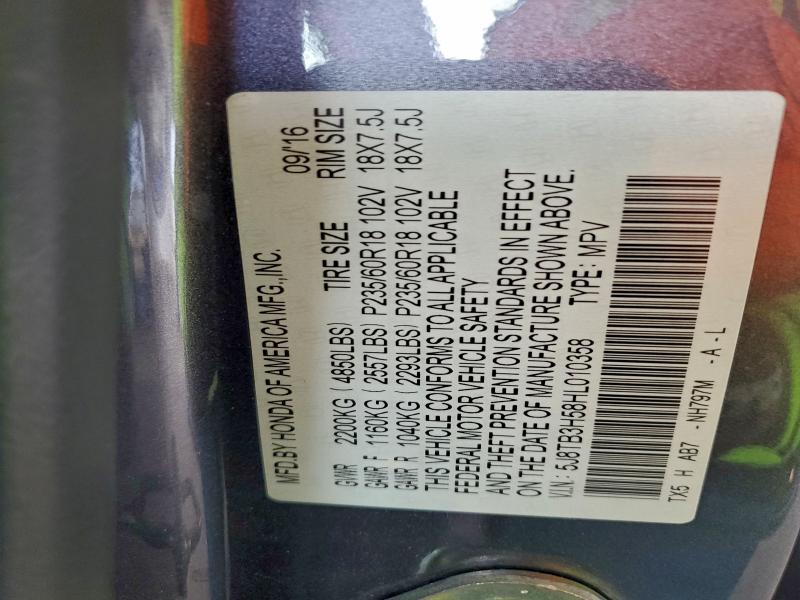 MFD.BY HONDA OF AMERICA MFG.,INC. 09/'16
GVWR 2200KG ( 4850LBS) TIRE SIZE RIM SIZE
GAWR F 1160KG ( 2557LBS) P235/60R18 102V 18X7.5J
GAWR R 1040KG ( 2293LBS) P235/60R18 102V 18X7.5J
THIS VEHICLE CONFORMS TO ALL APPLICABLE
FEDERAL MOTOR VEHICLE SAFETY
AND THEFT PREVENTION STANDARDS IN EFFECT
ON THE DATE OF MANUFACTURE SHOWN ABOVE.
V.I.N.: 5J8TB3H58HL010358 TYPE: MPV
TX5 H AB7 - NH797M - A - L